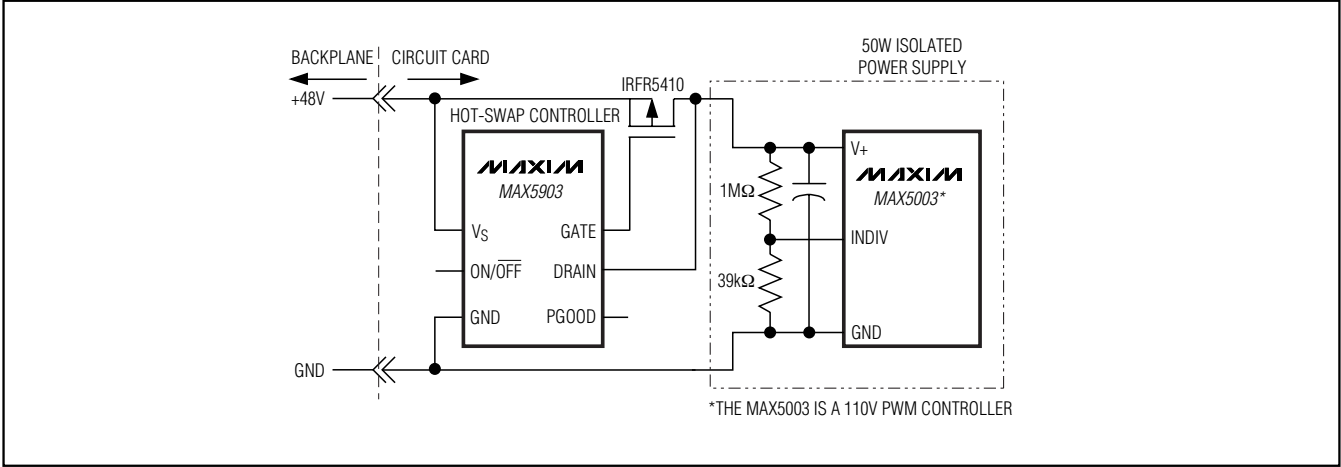 BACKPLANE
CIRCUIT CARD
50W ISOLATED
POWER SUPPLY
+48V
IRFR5410
HOT-SWAP CONTROLLER
MAXIM
MAX5903
VS
GATE
ON/OFF
DRAIN
GND
PGOOD
1MΩ
39kΩ
V+
MAXIM
MAX5003*
INDIV
GND
GND
*THE MAX5003 IS A 110V PWM CONTROLLER